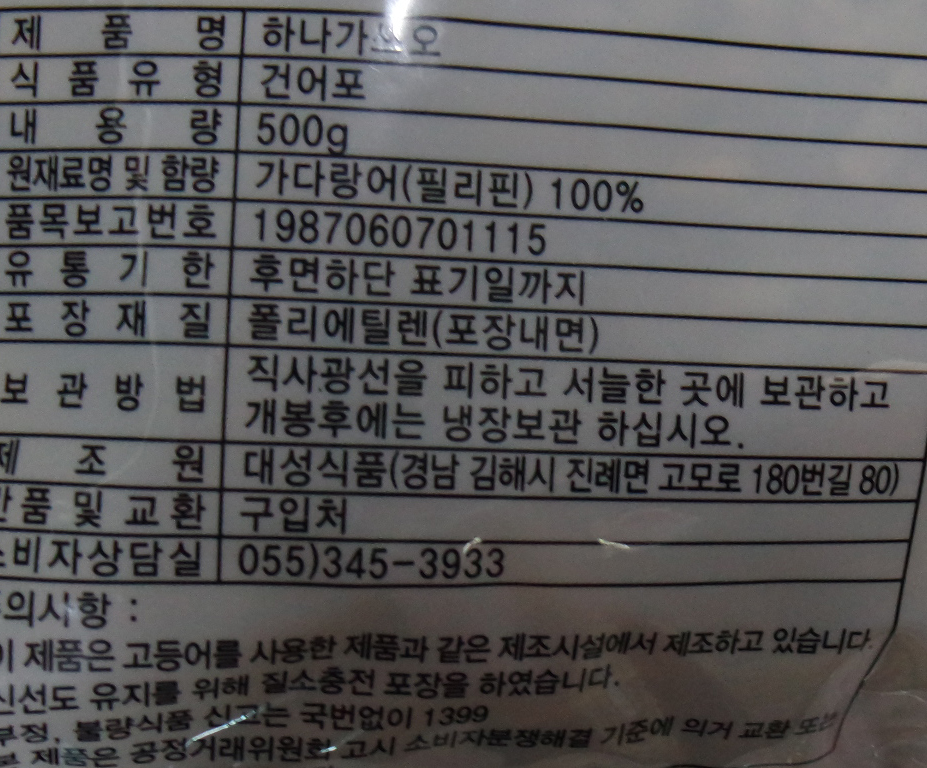 제품명 하나가쓰오
식품유형 건어포
내용량 500g
원재료명 및 함량 가다랑어(필리핀) 100%
품목보고번호 1987060701115
유통기한 후면하단 표기일까지
포장재질 폴리에틸렌(포장내면)
보관방법 직사광선을 피하고 서늘한 곳에 보관하고
개봉후에는 냉장보관 하십시오.
제조원 대성식품(경남 김해시 진례면 고모로 180번길 80)
반품 및 교환 구입처
소비자상담실 055)345-3933
주의사항 :
이 제품은 고등어를 사용한 제품과 같은 제조시설에서 제조하고 있습니다.
신선도 유지를 위해 질소충전 포장을 하였습니다.
부정, 불량식품 신고는 국번없이 1399
본 제품은 공정거래위원회 고시 소비자분쟁해결 기준에 의거 교환 또는